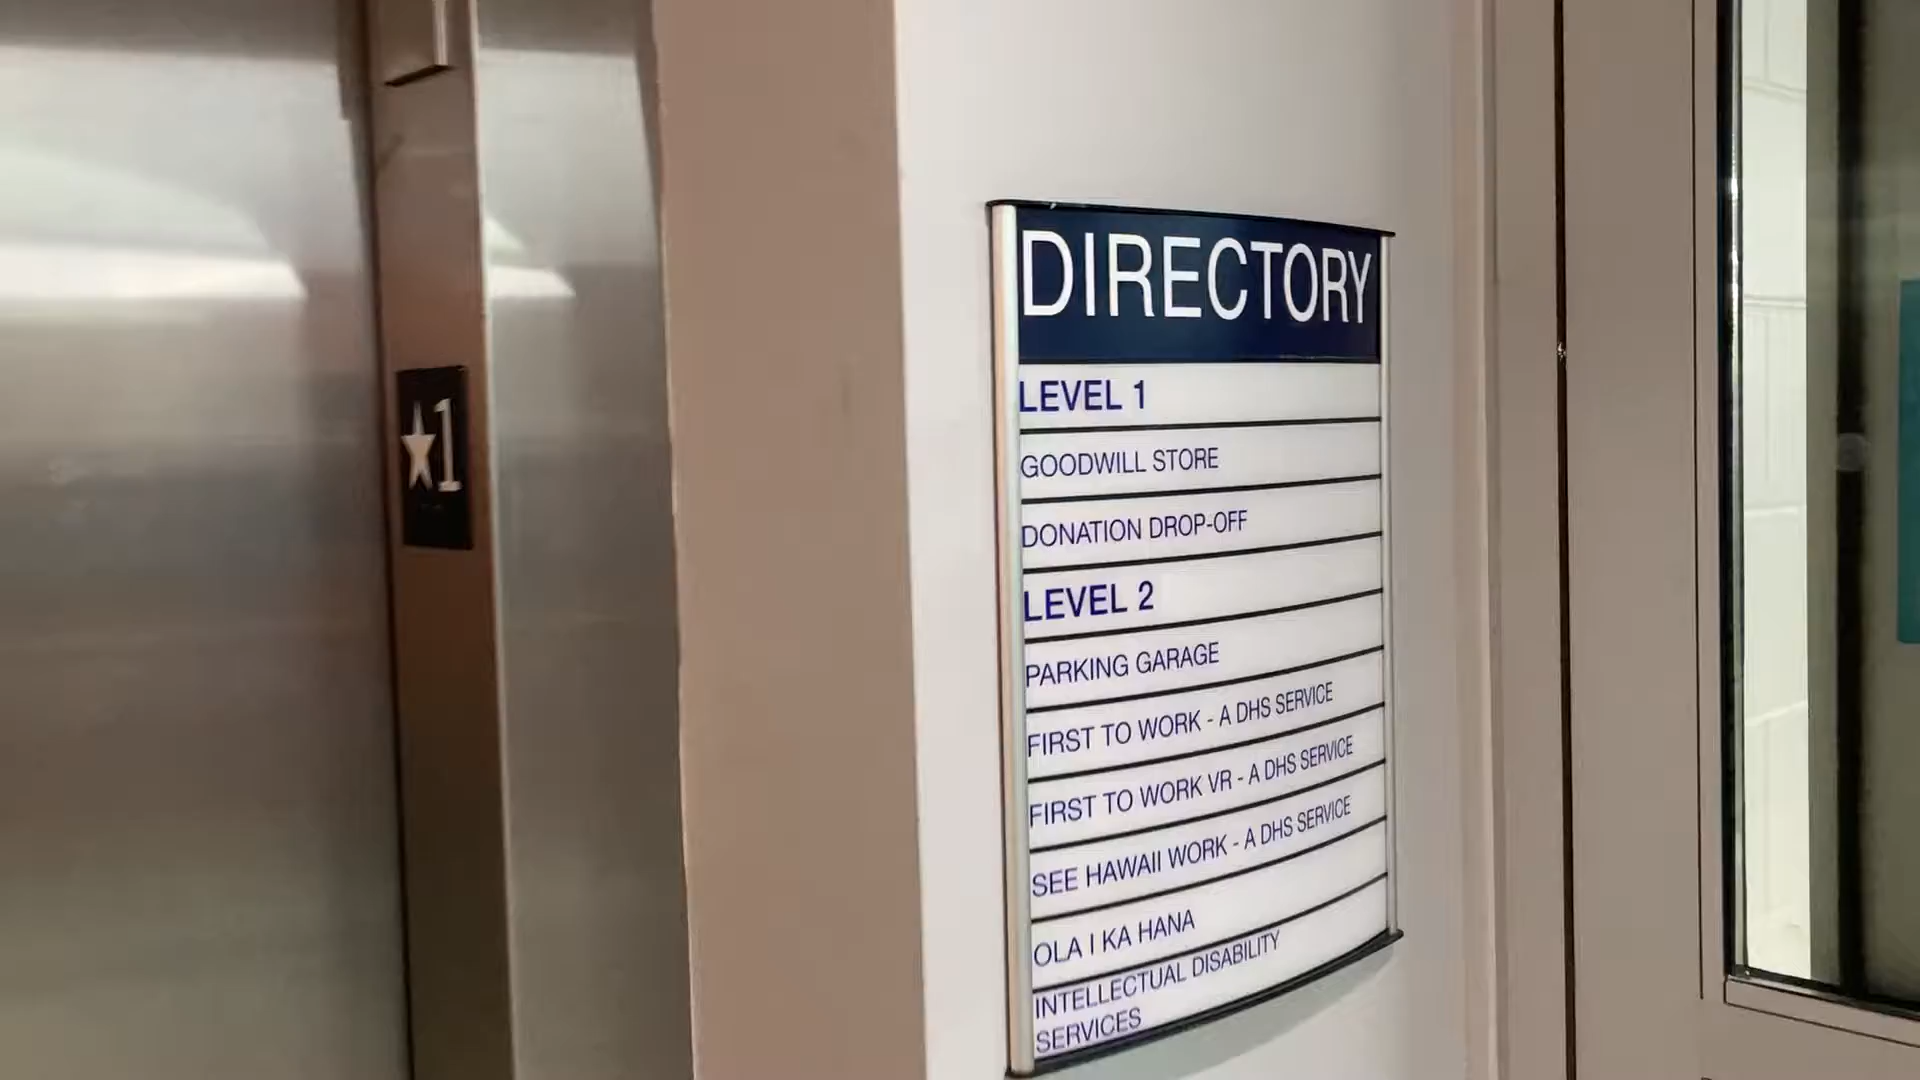 ★1
DIRECTORY
LEVEL 1
GOODWILL STORE
DONATION DROP-OFF
LEVEL 2
PARKING GARAGE
FIRST TO WORK - A DHS SERVICE
FIRST TO WORK VR - A DHS SERVICE
SEE HAWAII WORK - A DHS SERVICE
OLA I KA HANA
INTELLECTUAL DISABILITY
SERVICES